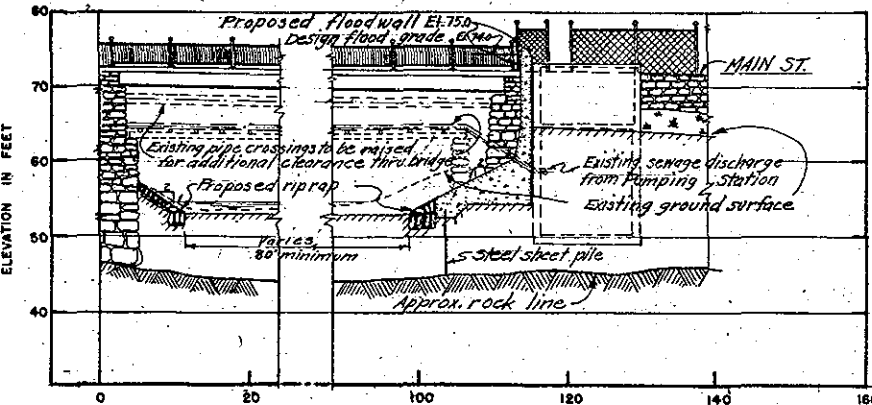 Proposed floodwall El. 75.0
Design flood grade El. 74.0
MAIN ST.
Existing pipe crossings to be raised
for additional clearance thru bridge
Existing sewage discharge
from Pumping Station
Proposed riprap
Existing ground surface
Varies
80' minimum
Steel sheet pile
Approx. rock line
ELEVATION IN FEET
80
70
60
50
40
2
0 20 100 120 140 160